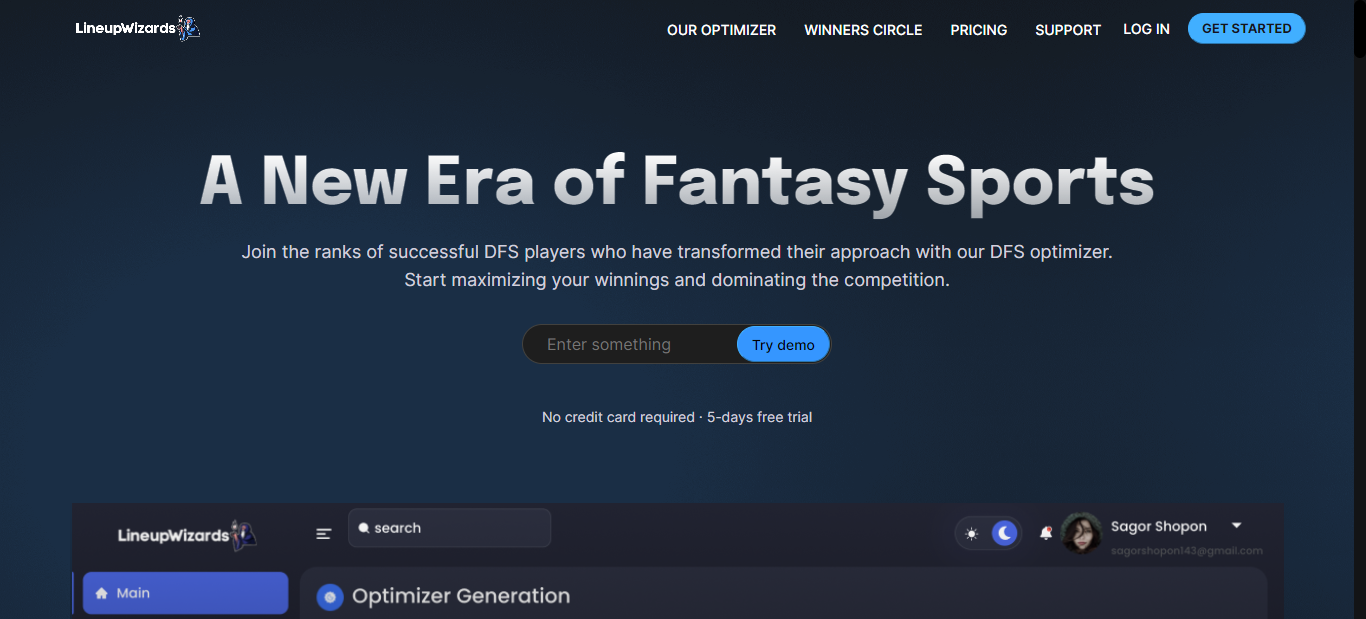 LineupWizards
OUR OPTIMIZER
WINNERS CIRCLE
PRICING
SUPPORT
LOG IN
GET STARTED
A New Era of Fantasy Sports
Join the ranks of successful DFS players who have transformed their approach with our DFS optimizer.
Start maximizing your winnings and dominating the competition.
Enter something
Try demo
No credit card required · 5-days free trial
LineupWizards
search
Sagor Shopon
sagorshopon143@gmail.com
Main
Optimizer Generation